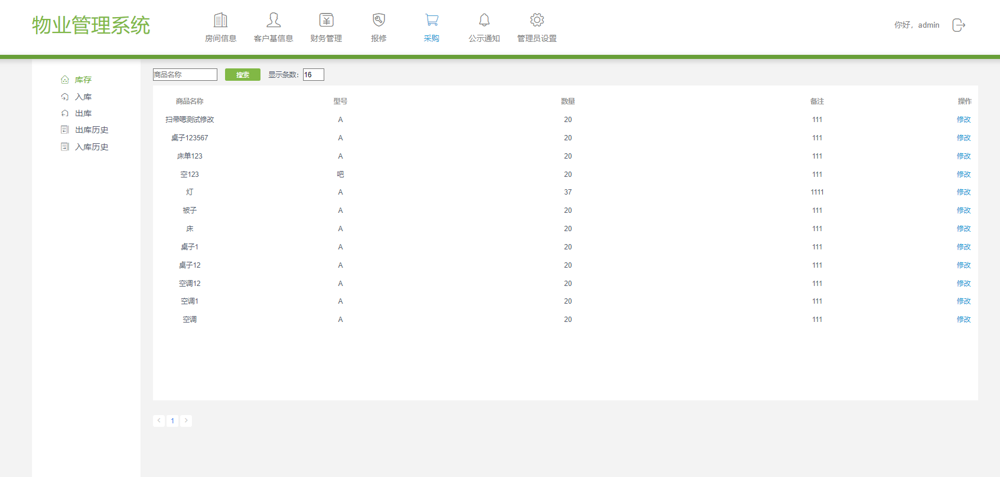 物业管理系统
房间信息 客户基信息 财务管理 报修 采购 公示通知 管理员设置
你好，admin
库存
入库
出库
出库历史
入库历史
商品名称 搜索 显示条数: 16
商品名称 型号 数量 备注 操作
扫帚嗯测试修改 A 20 111 修改
桌子123567 A 20 111 修改
床单123 A 20 111 修改
空123 吧 20 111 修改
灯 A 37 1111 修改
被子 A 20 111 修改
床 A 20 111 修改
桌子1 A 20 111 修改
桌子12 A 20 111 修改
空调12 A 20 111 修改
空调1 A 20 111 修改
空调 A 20 111 修改
< 1 >